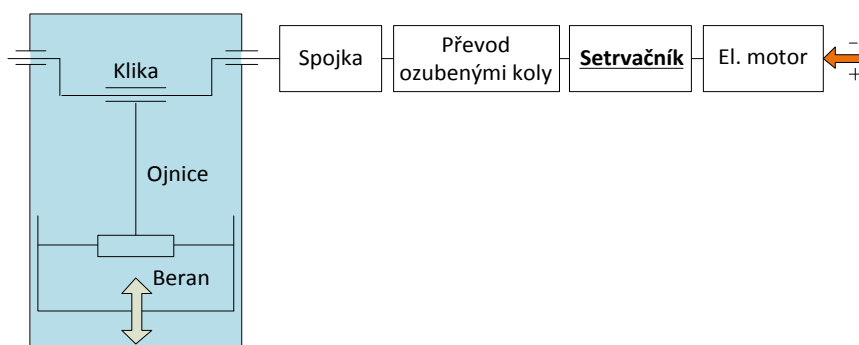 Klika
Spojka
Převod
ozubenými koly
Setrvačník
El. motor
−
+
Ojnice
Beran